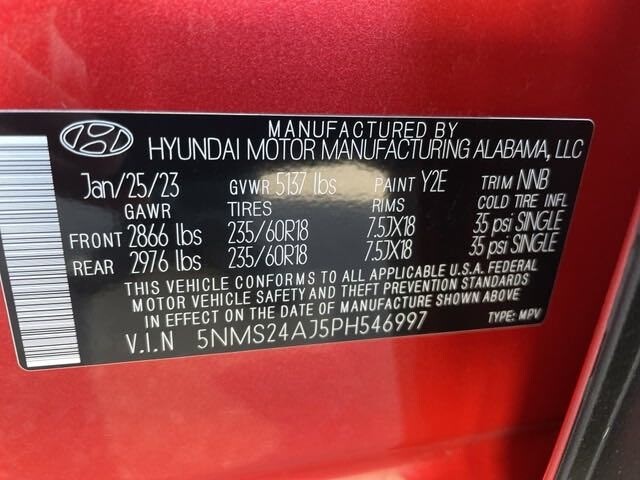 MANUFACTURED BY
HYUNDAI MOTOR MANUFACTURING ALABAMA, LLC
Jan/25/23 GVWR 5137 lbs PAINT Y2E TRIM NNB
GAWR TIRES RIMS COLD TIRE INFL
FRONT 2866 lbs 235/60R18 7.5JX18 35 psi SINGLE
REAR 2976 lbs 235/60R18 7.5JX18 35 psi SINGLE
THIS VEHICLE CONFORMS TO ALL APPLICABLE U.S.A. FEDERAL
MOTOR VEHICLE SAFETY AND THEFT PREVENTION STANDARDS
IN EFFECT ON THE DATE OF MANUFACTURE SHOWN ABOVE
V.I.N 5NMS24AJ5PH546997 TYPE: MPV